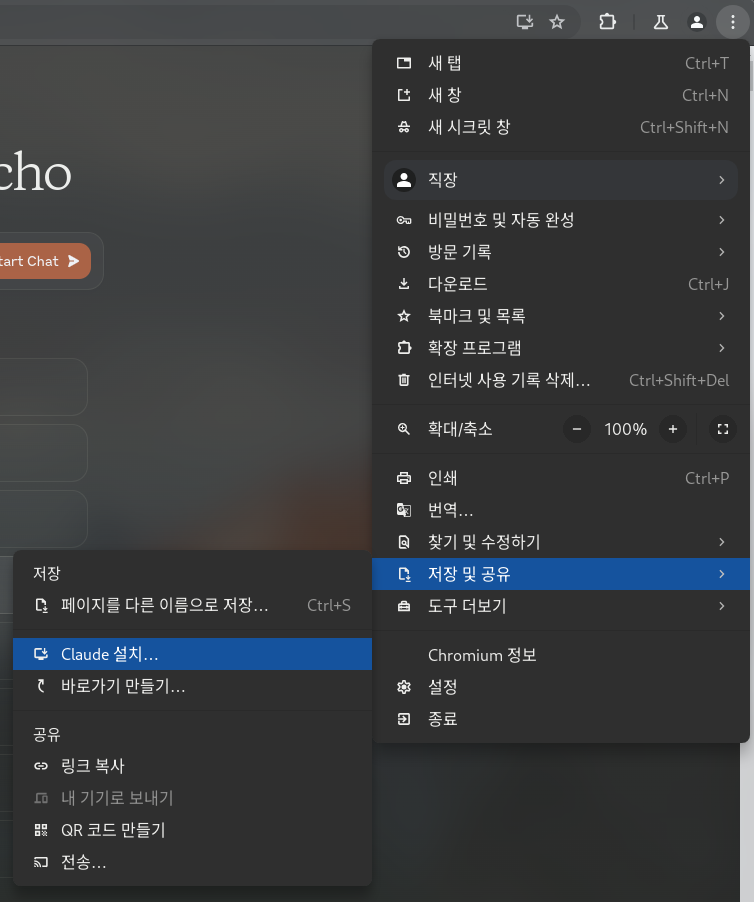 cho
tart Chat
새 탭 Ctrl+T
새 창 Ctrl+N
새 시크릿 창 Ctrl+Shift+N
직장
비밀번호 및 자동 완성
방문 기록
다운로드 Ctrl+J
북마크 및 목록
확장 프로그램
인터넷 사용 기록 삭제... Ctrl+Shift+Del
확대/축소 − 100% +
인쇄 Ctrl+P
번역...
찾기 및 수정하기
저장 및 공유
도구 더보기
Chromium 정보
설정
종료
저장
페이지를 다른 이름으로 저장... Ctrl+S
Claude 설치...
바로가기 만들기...
공유
링크 복사
내 기기로 보내기
QR 코드 만들기
전송...